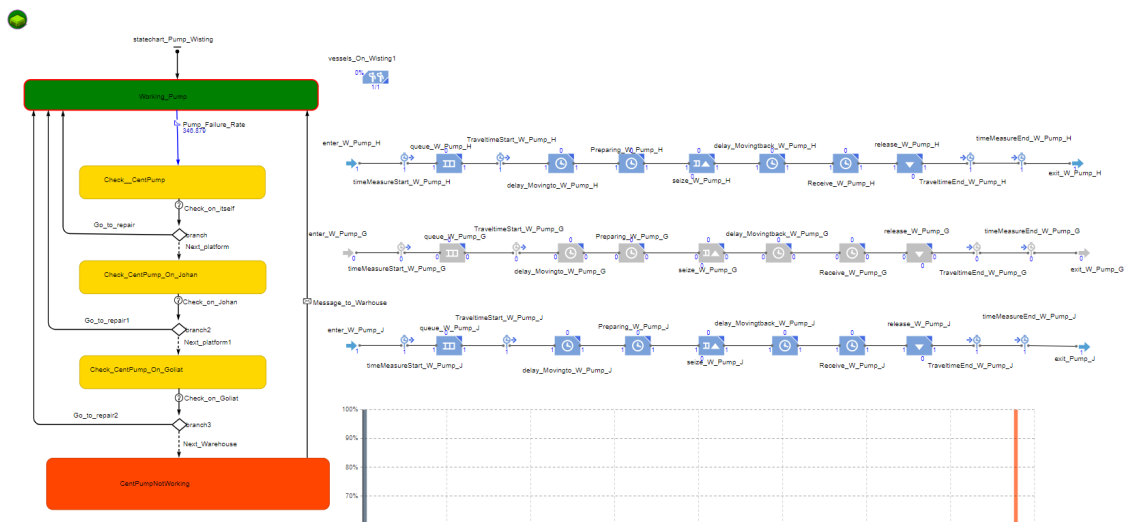 statechart_Pump_Wisting
Working_Pump
Pump_Failure_Rate
346.879
Check__CentPump
Check_on_itself
Go_to_repair
branch
Next_platform
Check_CentPump_On_Johan
Check_on_Johan
Go_to_repair1
branch2
Next_platform1
Check_CentPump_On_Goliat
Check_on_Goliat
Go_to_repair2
branch3
Next_Warehouse
CentPumpNotWorking
Message_to_Warhouse
vessels_On_Wisting1
0%
1/1
enter_W_Pump_H
timeMeasureStart_W_Pump_H
queue_W_Pump_H
TraveltimeStart_W_Pump_H
delay_Movingto_W_Pump_H
Preparing_W_Pump_H
seize_W_Pump_H
delay_Movingtback_W_Pump_H
Receive_W_Pump_H
release_W_Pump_H
TraveltimeEnd_W_Pump_H
timeMeasureEnd_W_Pump_H
exit_W_Pump_H
enter_W_Pump_G
timeMeasureStart_W_Pump_G
queue_W_Pump_G
TraveltimeStart_W_Pump_G
delay_Movingto_W_Pump_G
Preparing_W_Pump_G
seize_W_Pump_G
delay_Movingtback_W_Pump_G
Receive_W_Pump_G
release_W_Pump_G
TraveltimeEnd_W_Pump_G
timeMeasureEnd_W_Pump_G
exit_W_Pump_G
enter_W_Pump_J
timeMeasureStart_W_Pump_J
queue_W_Pump_J
TraveltimeStart_W_Pump_J
delay_Movingto_W_Pump_J
Preparing_W_Pump_J
seize_W_Pump_J
delay_Movingtback_W_Pump_J
Receive_W_Pump_J
release_W_Pump_J
TraveltimeEnd_W_Pump_J
timeMeasureEnd_W_Pump_J
exit_Pump_J
100%
90%
80%
70%